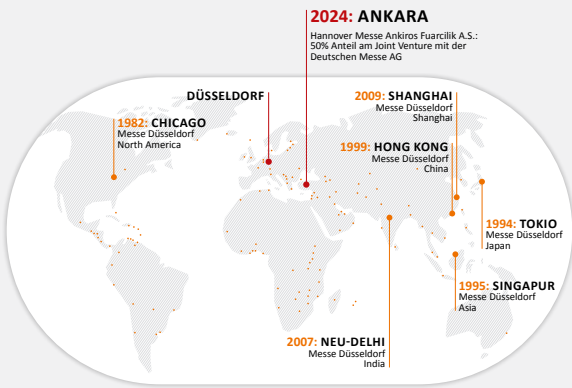 2024: ANKARA
Hannover Messe Ankiros Fuarcilik A.S.:
50% Anteil am Joint Venture mit der
Deutschen Messe AG
DÜSSELDORF
2009: SHANGHAI
Messe Düsseldorf
Shanghai
1982: CHICAGO
Messe Düsseldorf
North America
1999: HONG KONG
Messe Düsseldorf
China
1994: TOKIO
Messe Düsseldorf
Japan
1995: SINGAPUR
Messe Düsseldorf
Asia
2007: NEU-DELHI
Messe Düsseldorf
India